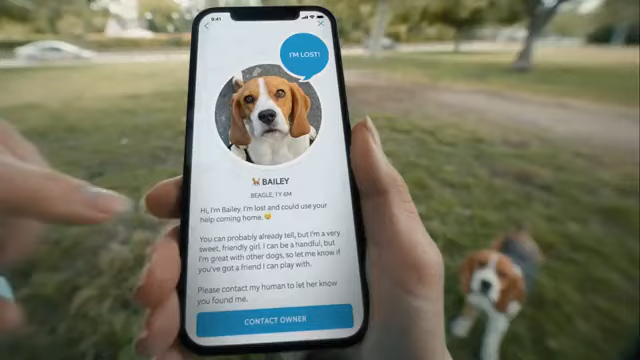 9:41
I'M LOST!
BAILEY
BEAGLE, 1Y 6M
Hi, I'm Bailey. I'm lost and could use your
help coming home.
You can probably already tell, but I'm a very
sweet, friendly girl. I can be a handful, but
I'm great with other dogs, so let me know if
you've got a friend I can play with.
Please contact my human to let her know
you found me.
CONTACT OWNER